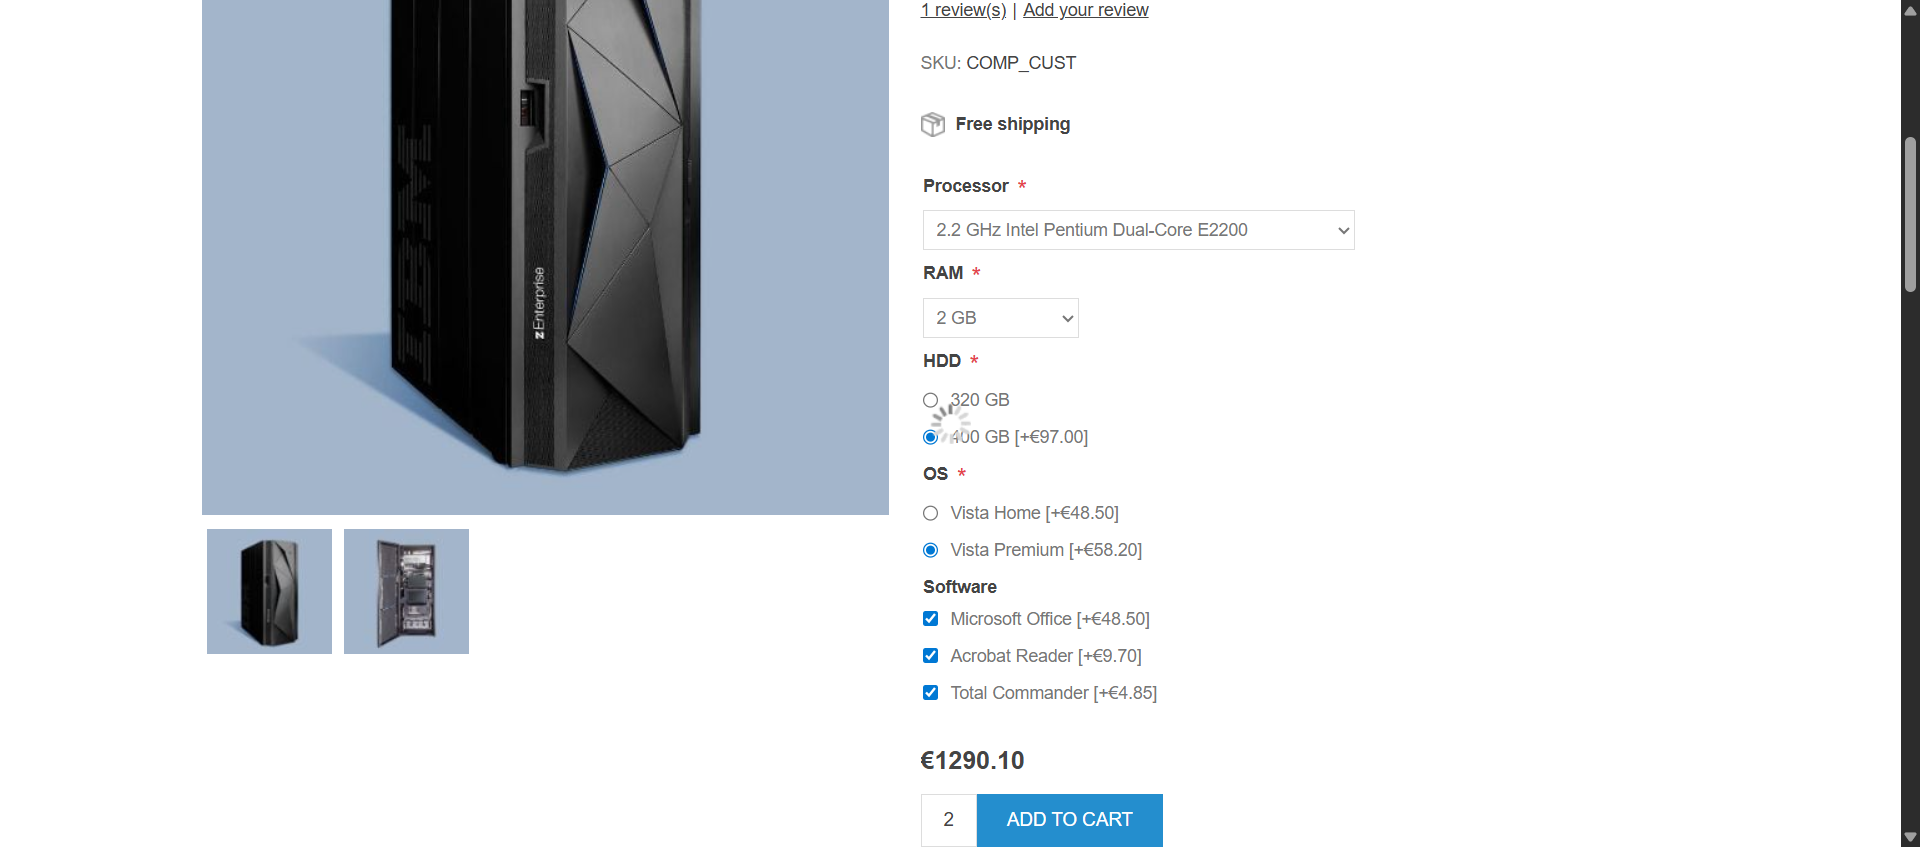 IBM
zEnterprise
1 review(s) | Add your review
SKU: COMP_CUST
Free shipping
Processor *
2.2 GHz Intel Pentium Dual-Core E2200
RAM *
2 GB
HDD *
320 GB
400 GB [+€97.00]
OS *
Vista Home [+€48.50]
Vista Premium [+€58.20]
Software
Microsoft Office [+€48.50]
Acrobat Reader [+€9.70]
Total Commander [+€4.85]
€1290.10
2 ADD TO CART